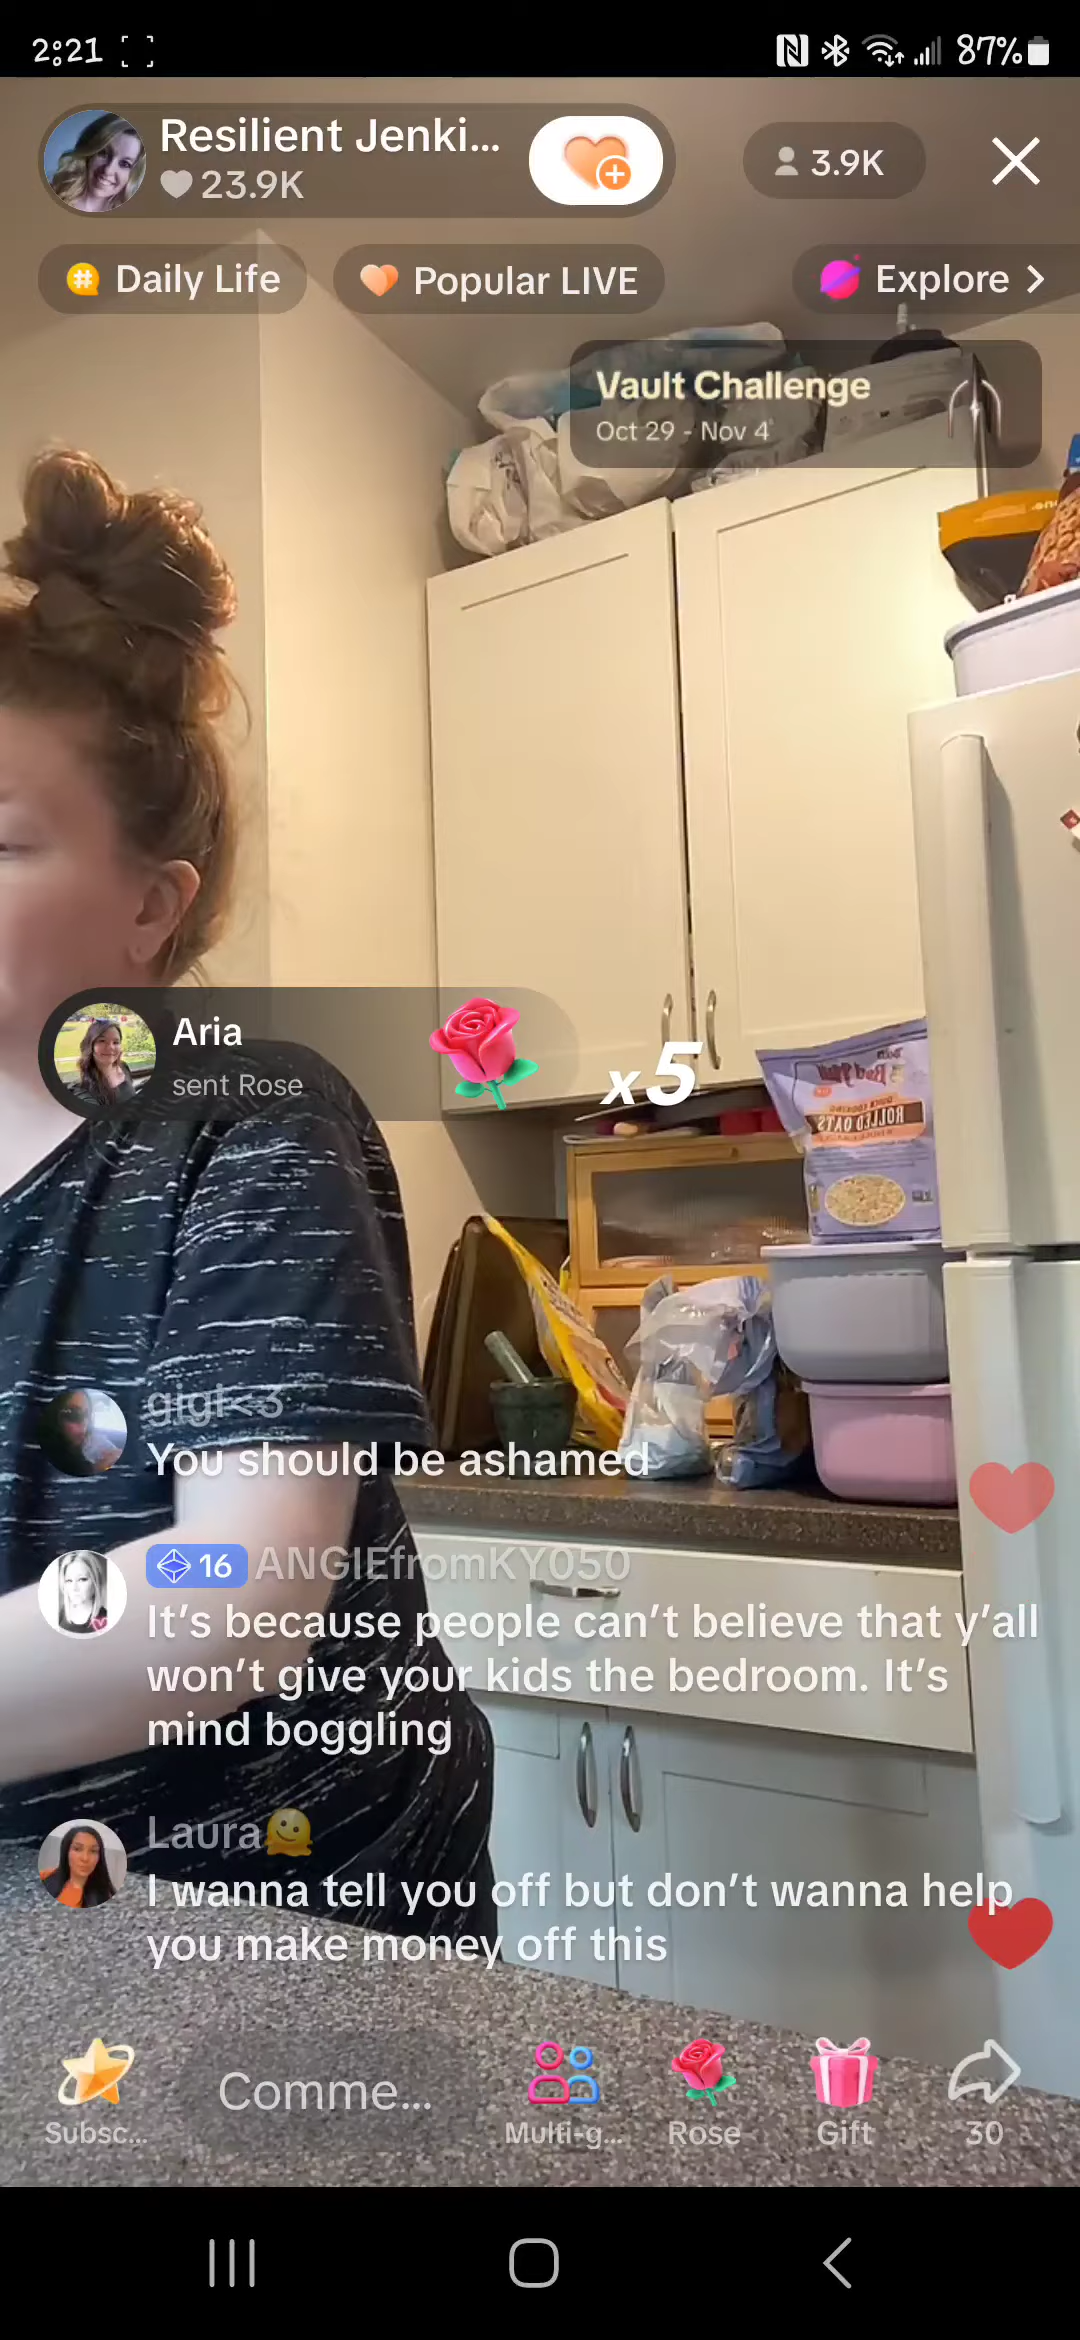 2:21
87%
Resilient Jenki...
23.9K
3.9K
Daily Life
Popular LIVE
Explore >
Vault Challenge
Oct 29 - Nov 4
Aria
sent Rose
x5
ROLLED OATS
gigi<3
You should be ashamed
16 ANGIEfromKY050
It's because people can't believe that y'all
won't give your kids the bedroom. It's
mind boggling
Laura🫠
I wanna tell you off but don't wanna help
you make money off this
Subsc...
Comme...
Multi-g...
Rose
Gift
30